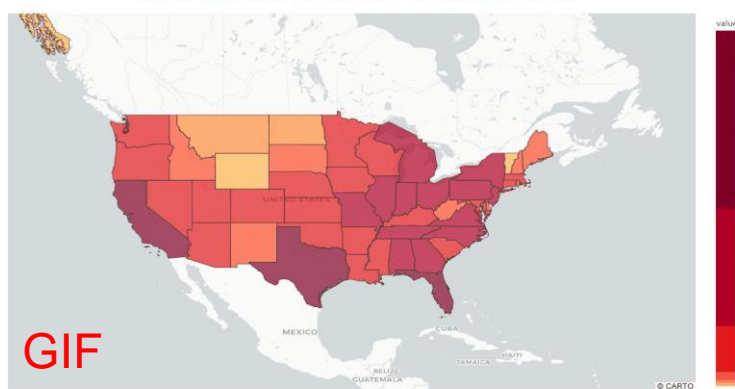 value
UNITED STATES
MEXICO
CUBA
HAITI
JAMAICA
BELIZE
GUATEMALA
GIF
© CARTO